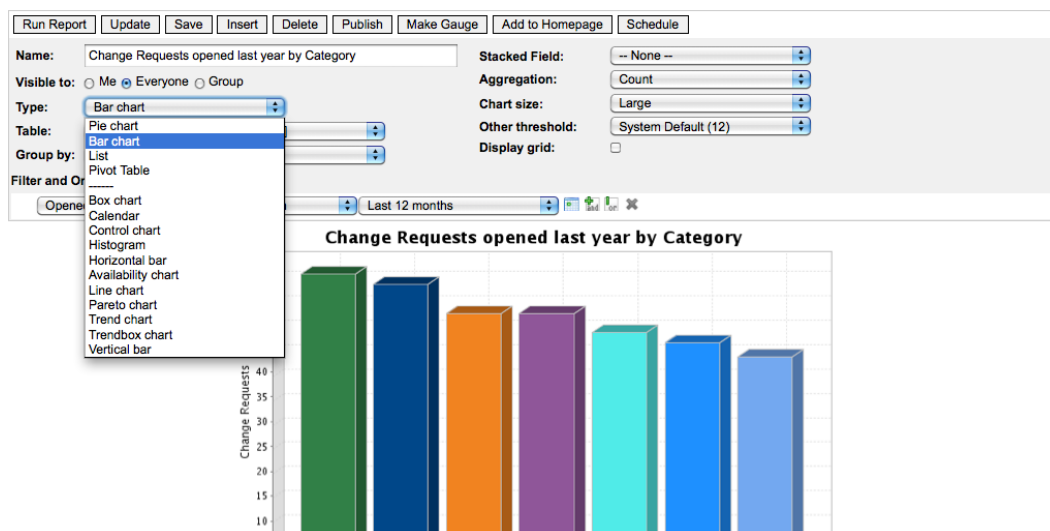 Run Report Update Save Insert Delete Publish Make Gauge Add to Homepage Schedule
Name: Change Requests opened last year by Category
Visible to: Me Everyone Group
Type: Bar chart
Table:
Group by:
Pie chart
Bar chart
List
Pivot Table
------
Box chart
Calendar
Control chart
Histogram
Horizontal bar
Availability chart
Line chart
Pareto chart
Trend chart
Trendbox chart
Vertical bar
Stacked Field: -- None --
Aggregation: Count
Chart size: Large
Other threshold: System Default (12)
Display grid:
Filter and
Last 12 months
Change Requests opened last year by Category
Change Requests
40
35
30
25
20
15
10